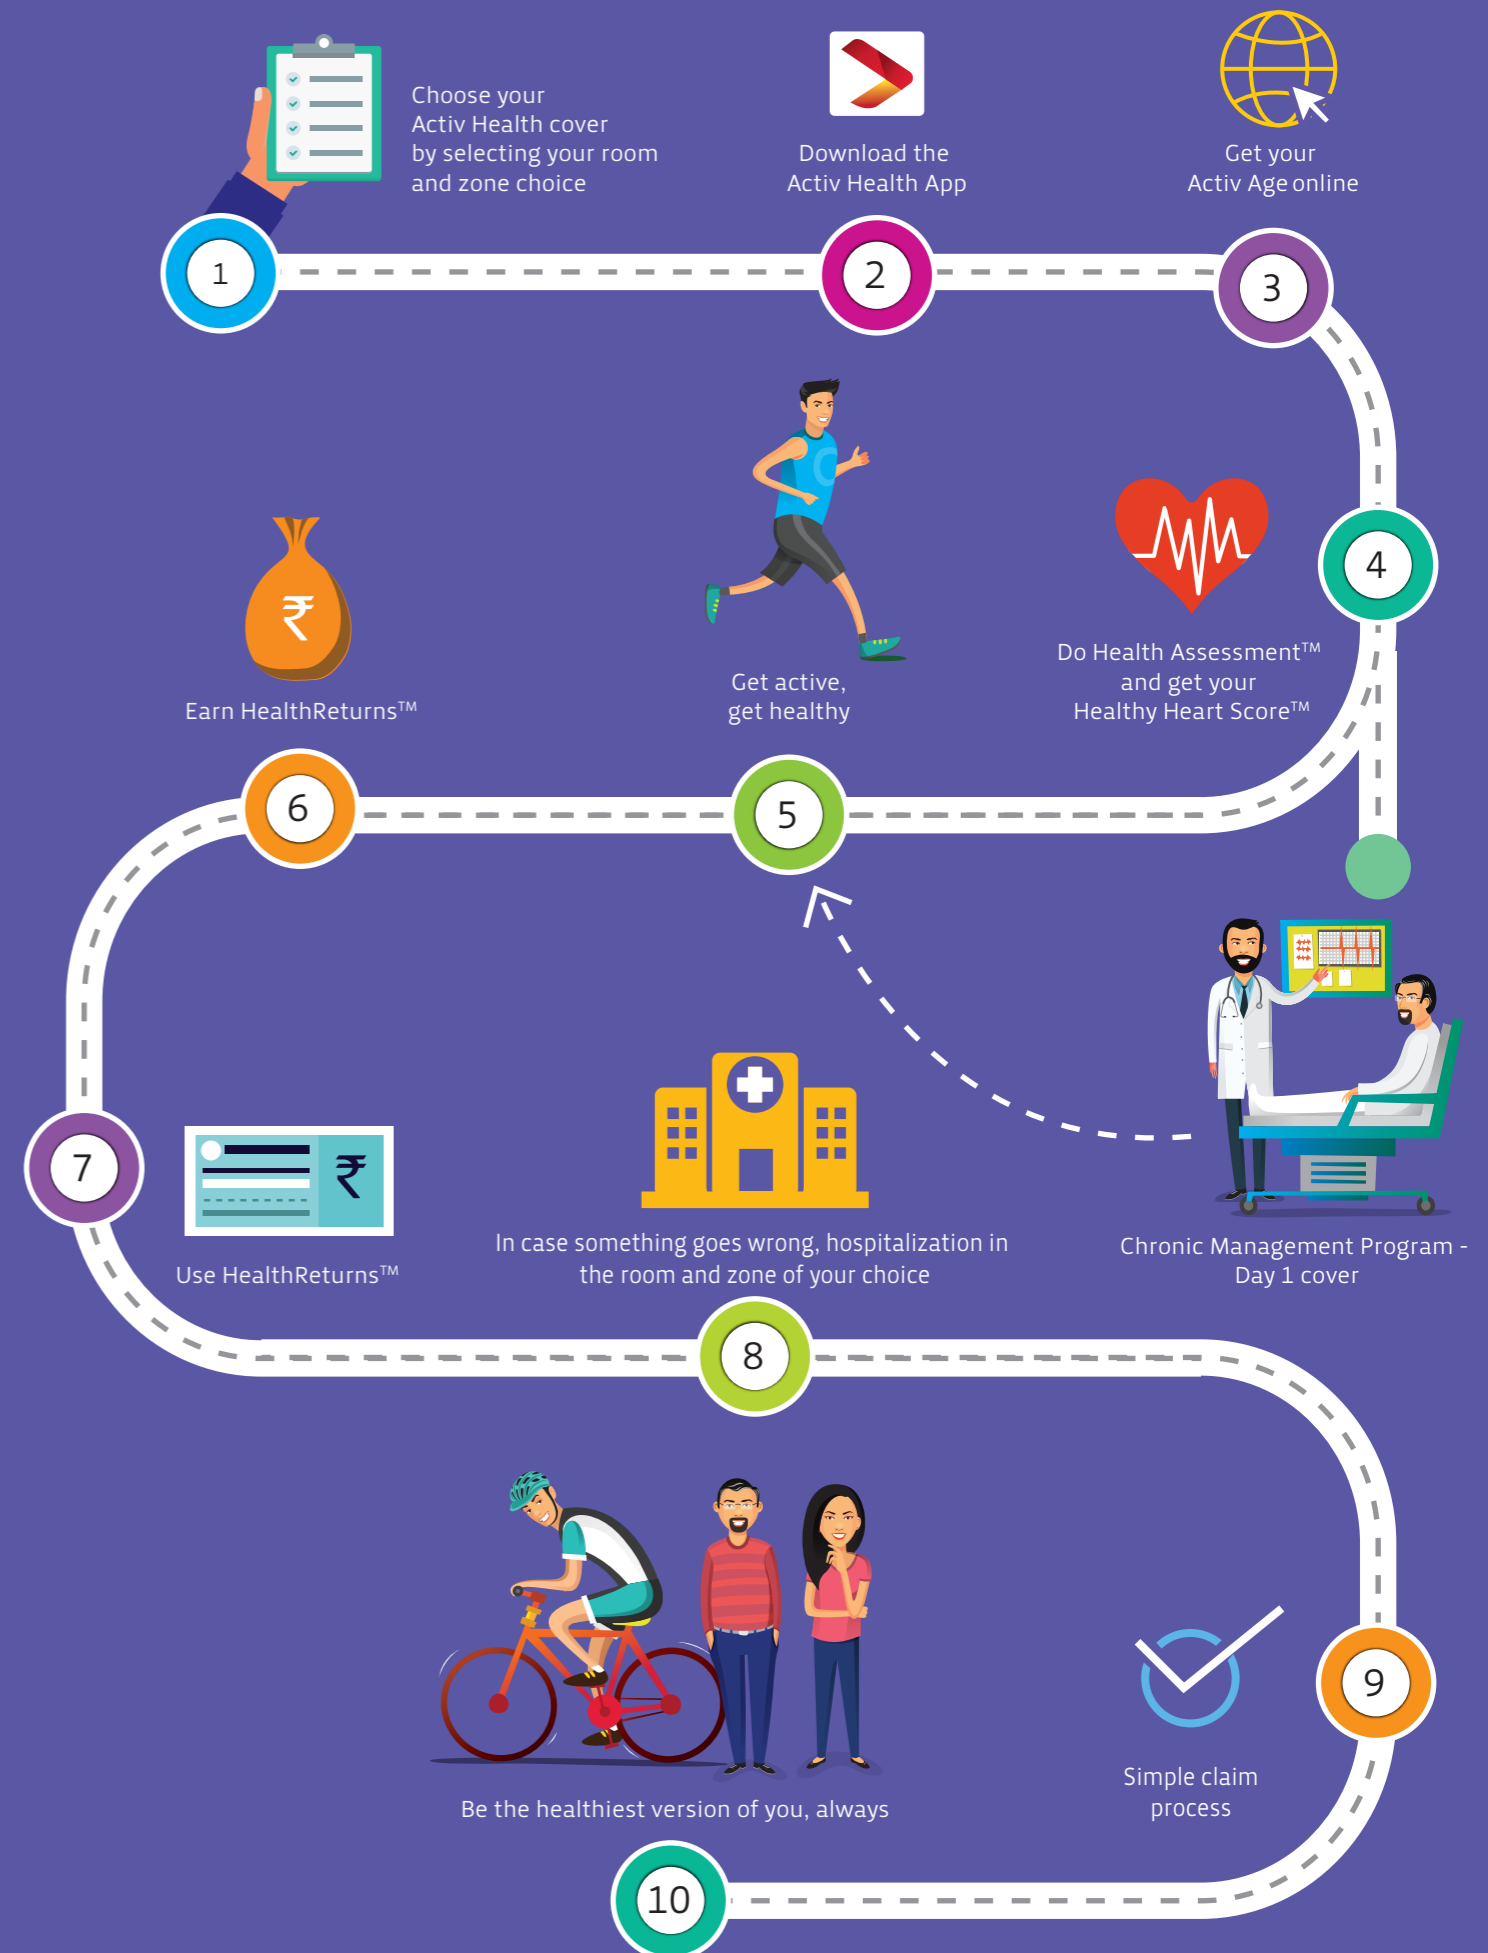 Choose your
Activ Health cover
by selecting your room
and zone choice
1
Download the
Activ Health App
2
Get your
Activ Age online
3
Do Health Assessment™
and get your
Healthy Heart Score™
4
Chronic Management Program -
Day 1 cover
Get active,
get healthy
5
₹
Earn HealthReturns™
6
₹
Use HealthReturns™
7
In case something goes wrong, hospitalization in
the room and zone of your choice
8
Simple claim
process
9
Be the healthiest version of you, always
10